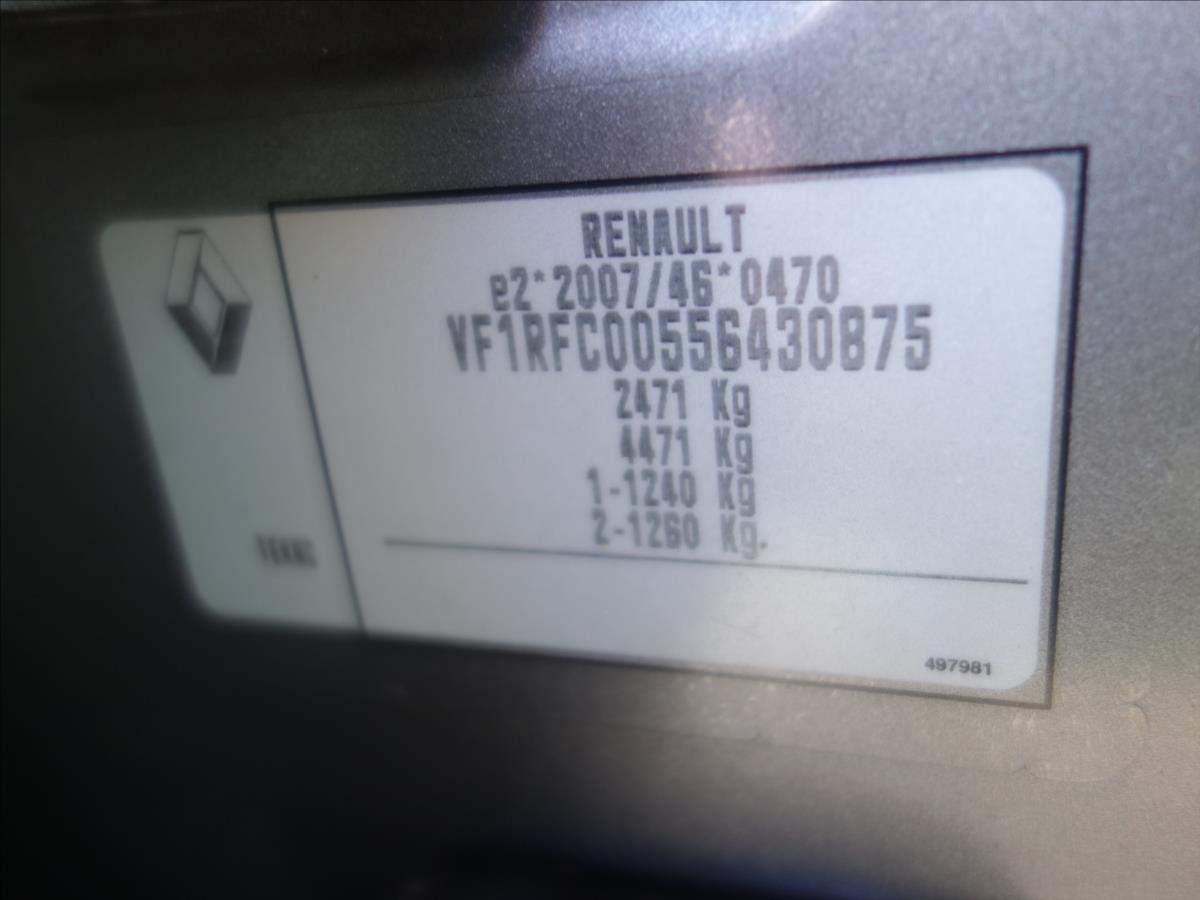 RENAULT
e2*2007/46*0470
VF1RFC00556430875
2471 Kg
4471 Kg
1-1240 Kg
2-1260 Kg.
497981